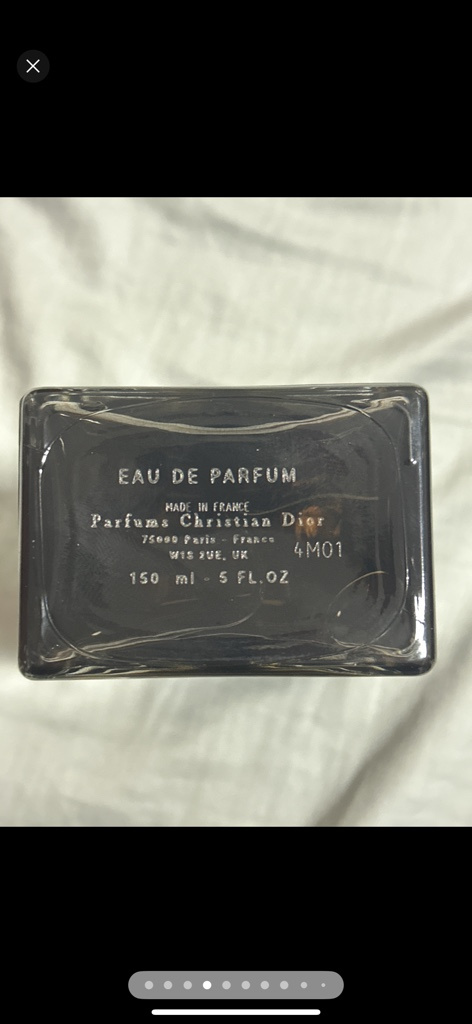 EAU DE PARFUM
MADE IN FRANCE
Parfums Christian Dior
75000 Paris - France
W1S 2UE, UK
4M01
150 ml - 5 FL.OZ